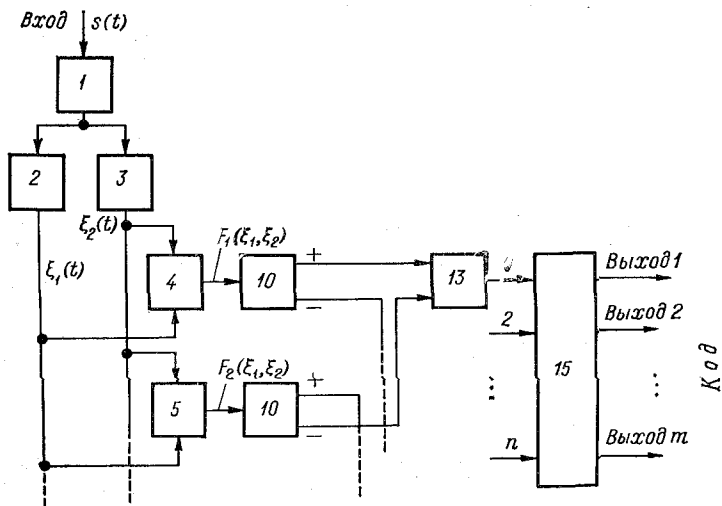 Вход s(t)
1
2
3
ξ₂(t)
ξ₁(t)
F₁(ξ₁,ξ₂)
4
10
+
−
13
2
n
15
Выход 1
Выход 2
Выход m
Код
F₂(ξ₁,ξ₂)
5
10
+
−
...
...